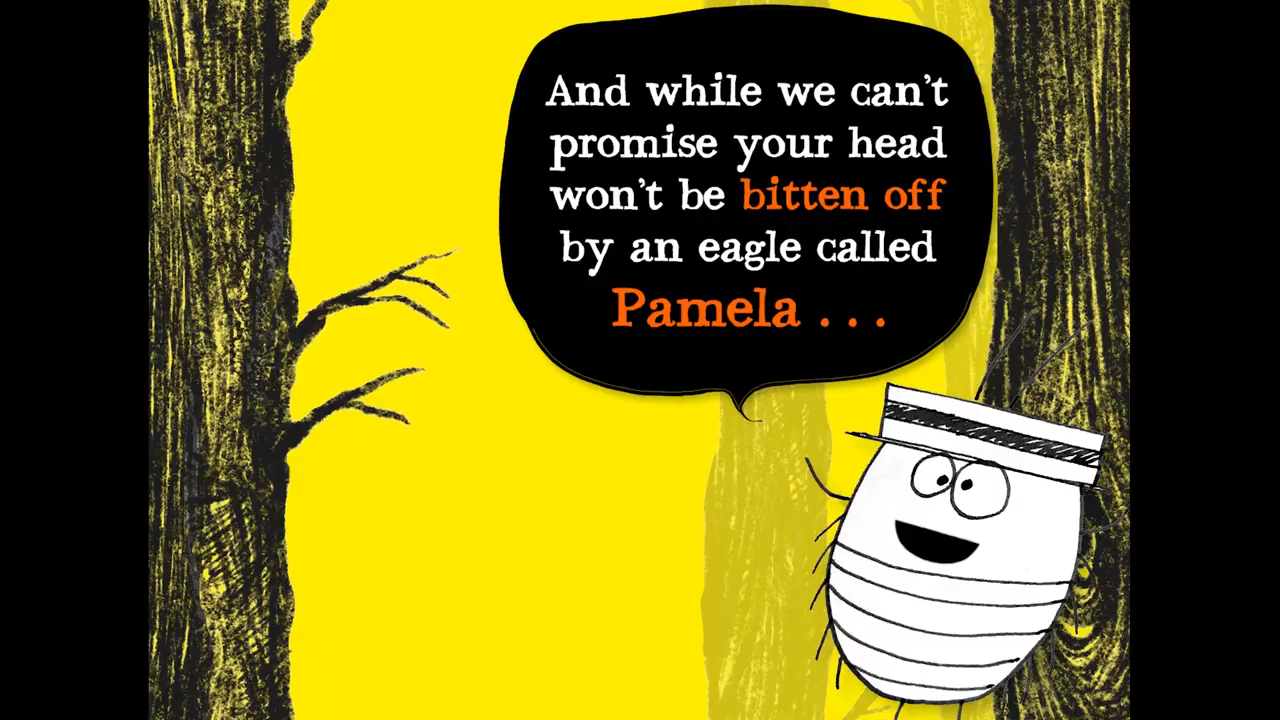 And while we can't
promise your head
won't be bitten off
by an eagle called
Pamela . . .